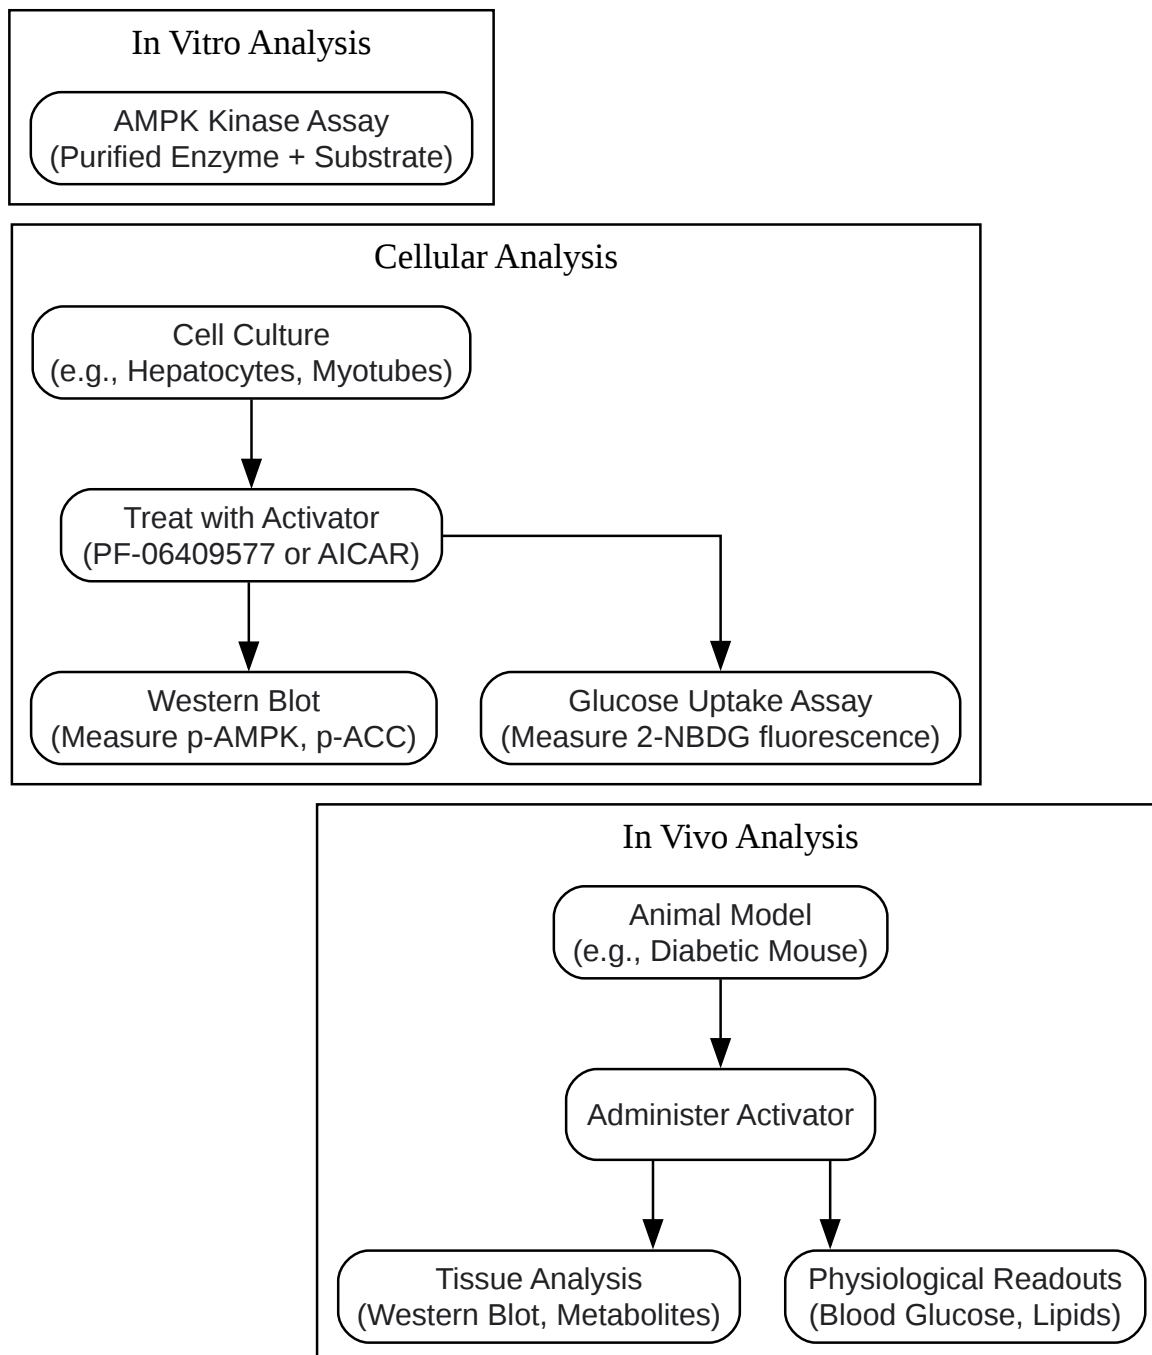 In Vitro Analysis
AMPK Kinase Assay
(Purified Enzyme + Substrate)
Cellular Analysis
Cell Culture
(e.g., Hepatocytes, Myotubes)
Treat with Activator
(PF-06409577 or AICAR)
Western Blot
(Measure p-AMPK, p-ACC)
Glucose Uptake Assay
(Measure 2-NBDG fluorescence)
In Vivo Analysis
Animal Model
(e.g., Diabetic Mouse)
Administer Activator
Tissue Analysis
(Western Blot, Metabolites)
Physiological Readouts
(Blood Glucose, Lipids)